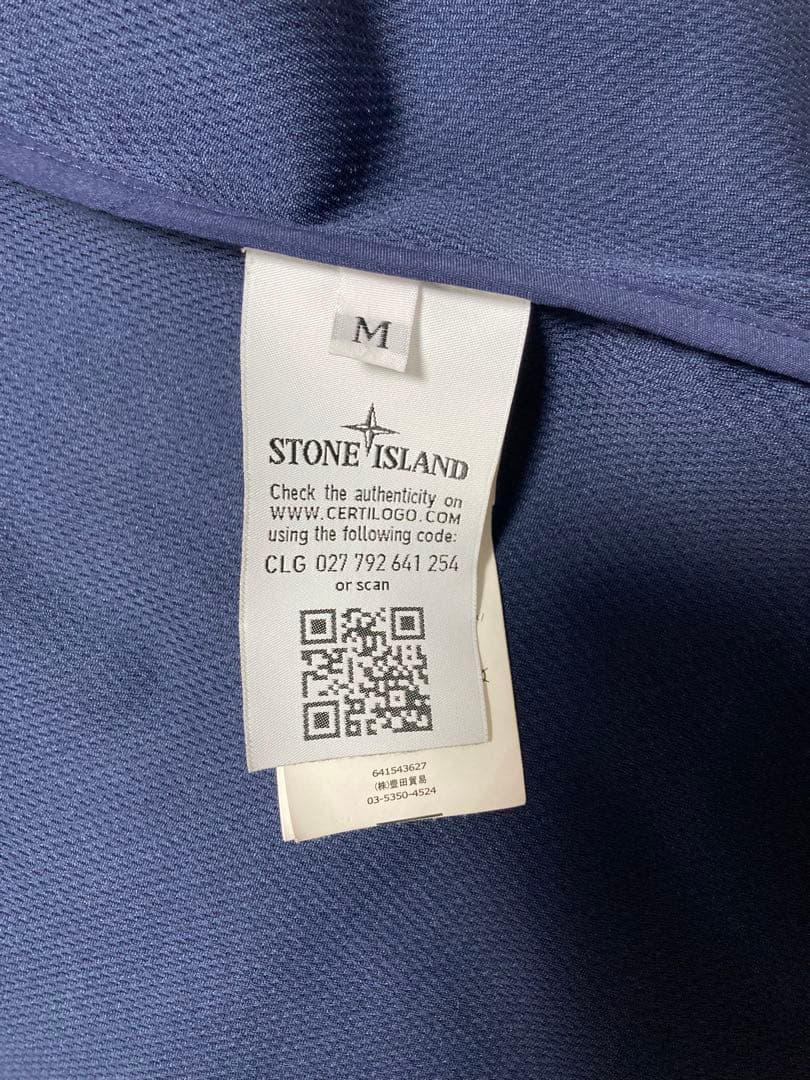 M
STONE ISLAND
Check the authenticity on
WWW.CERTILOGO.COM
using the following code:
CLG 027 792 641 254
or scan
641543627
(株)豊田貿易
03-5350-4524